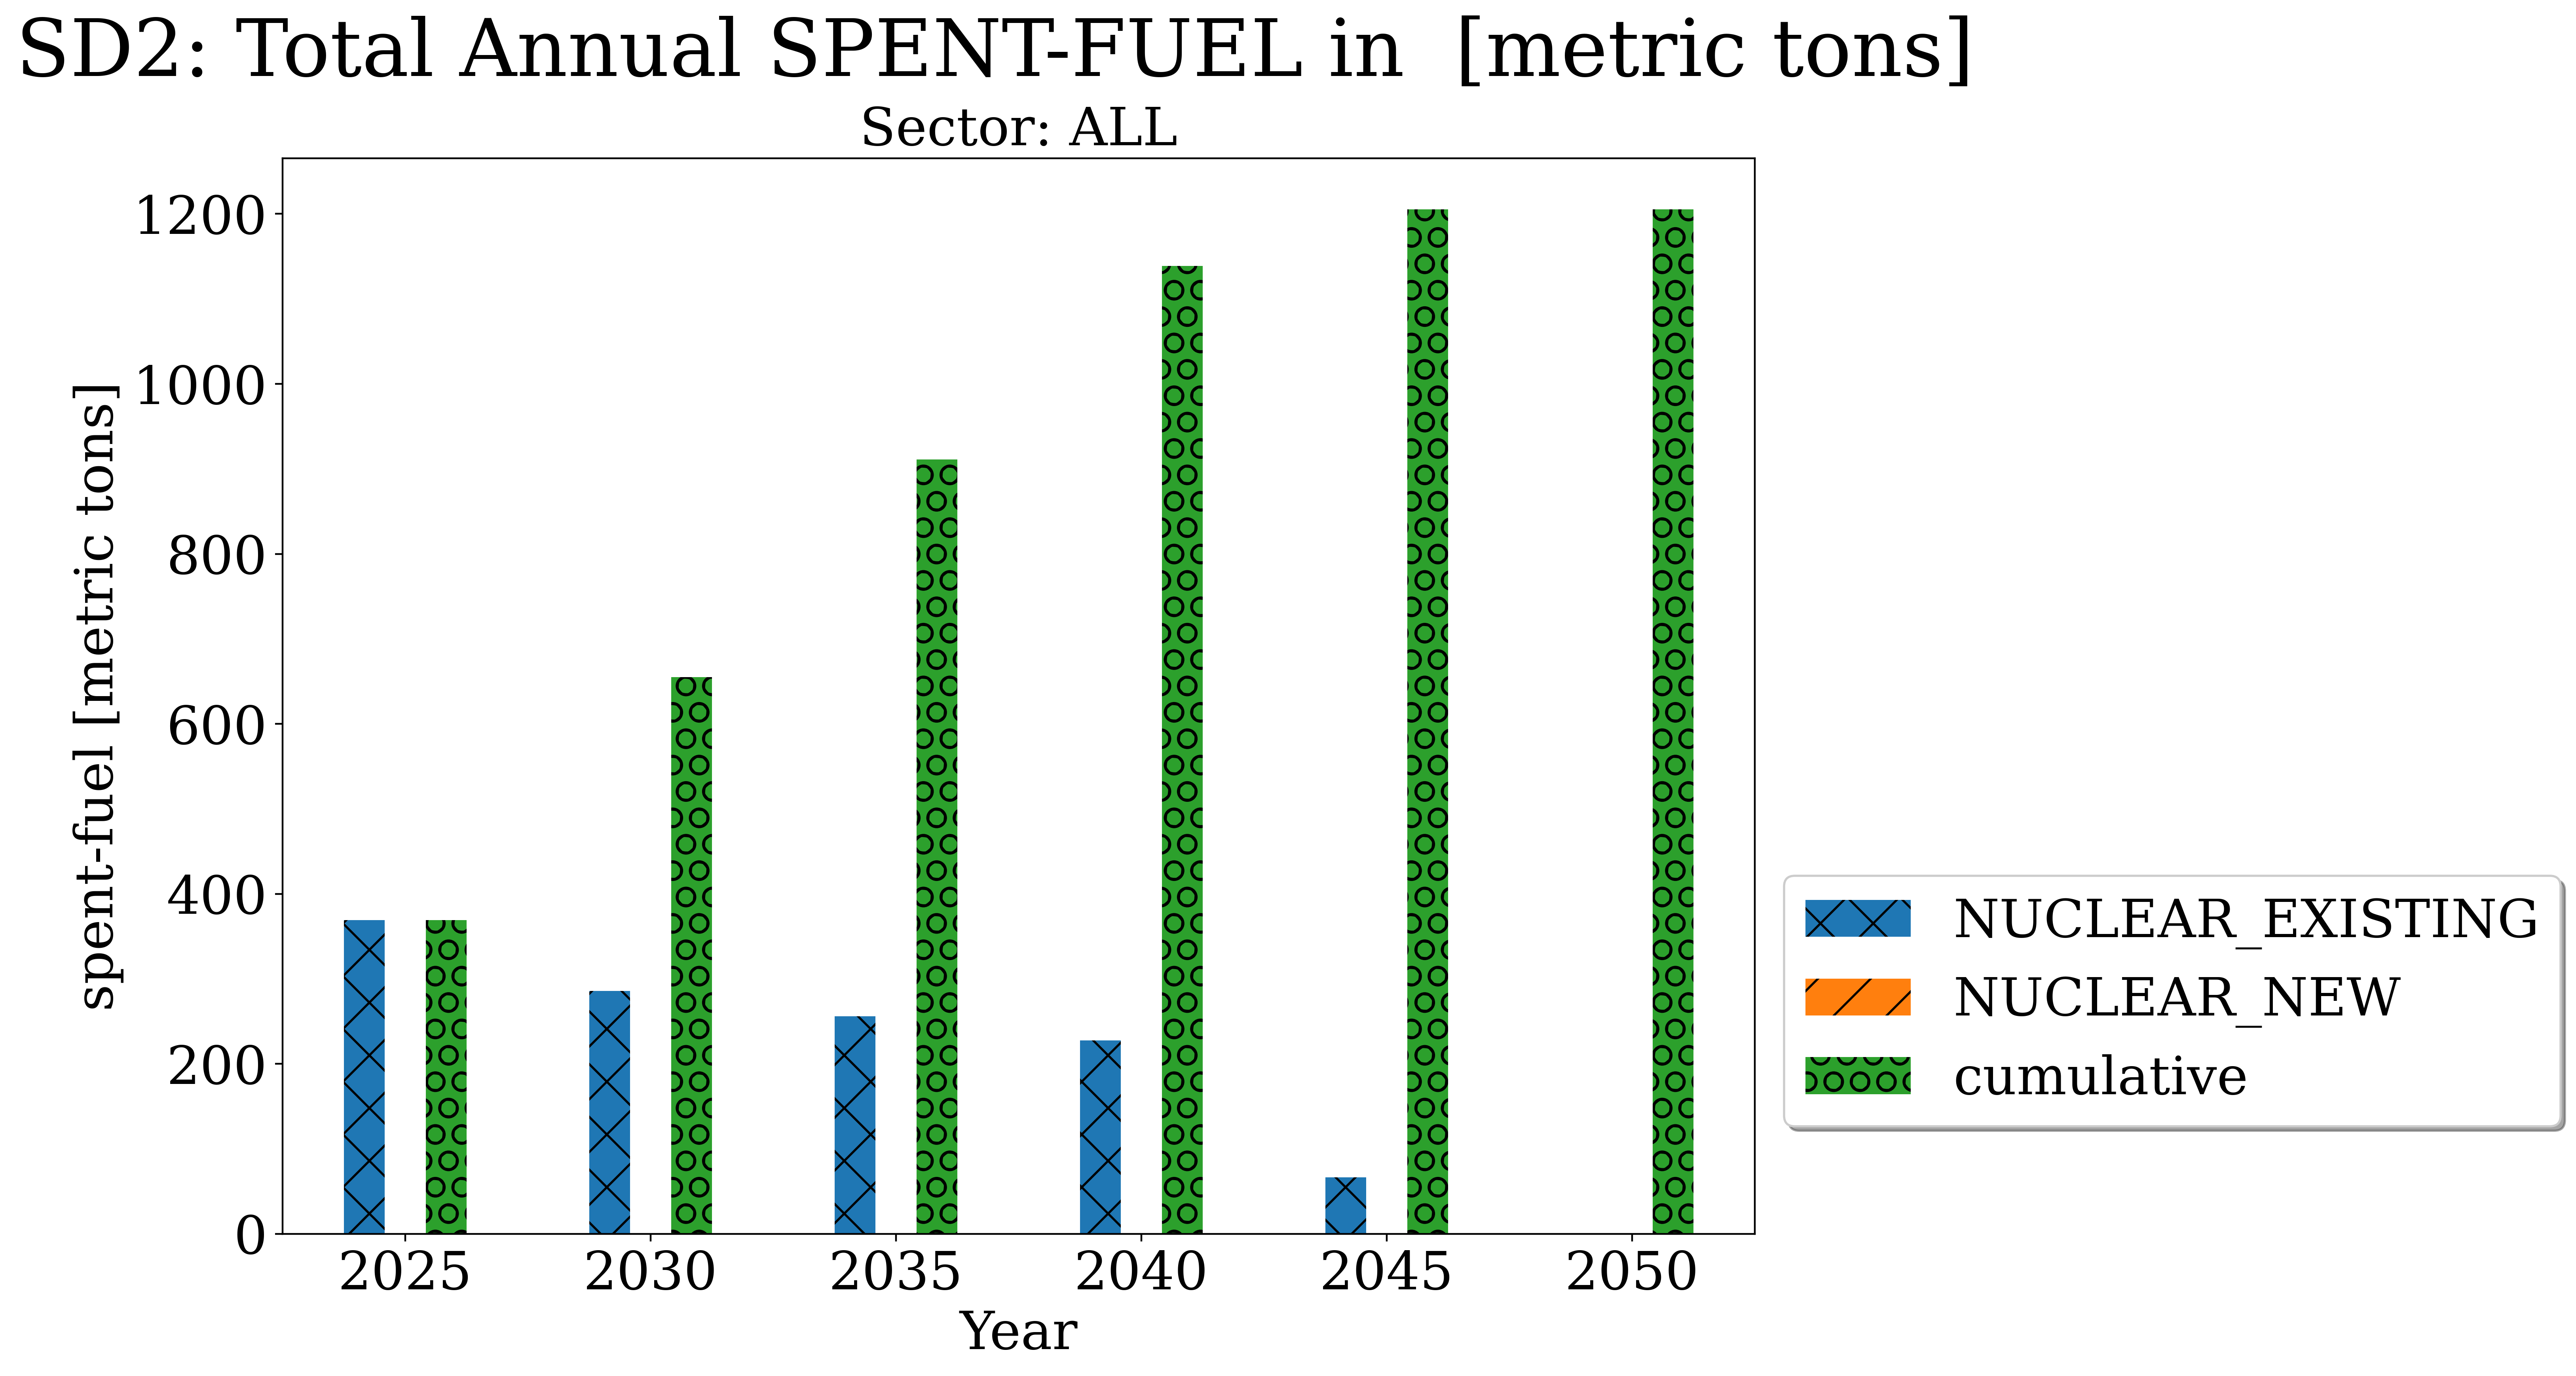 SD2: Total Annual SPENT-FUEL in  [metric tons]
Sector: ALL
spent-fuel [metric tons]
1200
1000
800
600
400
200
0
2025 2030 2035 2040 2045 2050
Year
NUCLEAR_EXISTING
NUCLEAR_NEW
cumulative